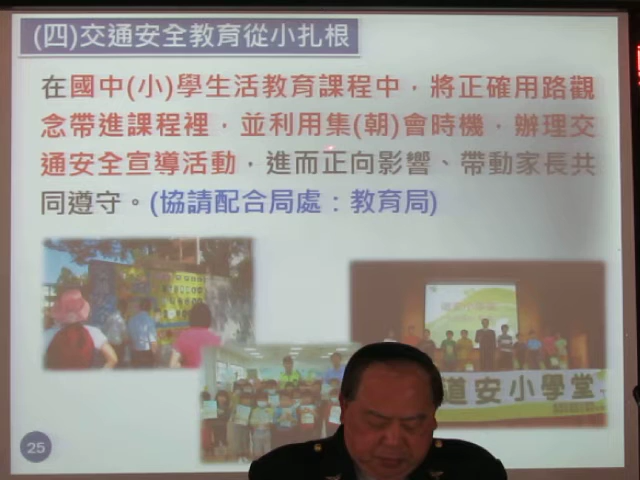 (四)交通安全教育從小扎根
在國中(小)學生活教育課程中，將正確用路觀
念帶進課程裡，並利用集(朝)會時機，辦理交
通安全宣導活動，進而正向影響、帶動家長共
同遵守。(協請配合局處：教育局)
道安小學堂
25